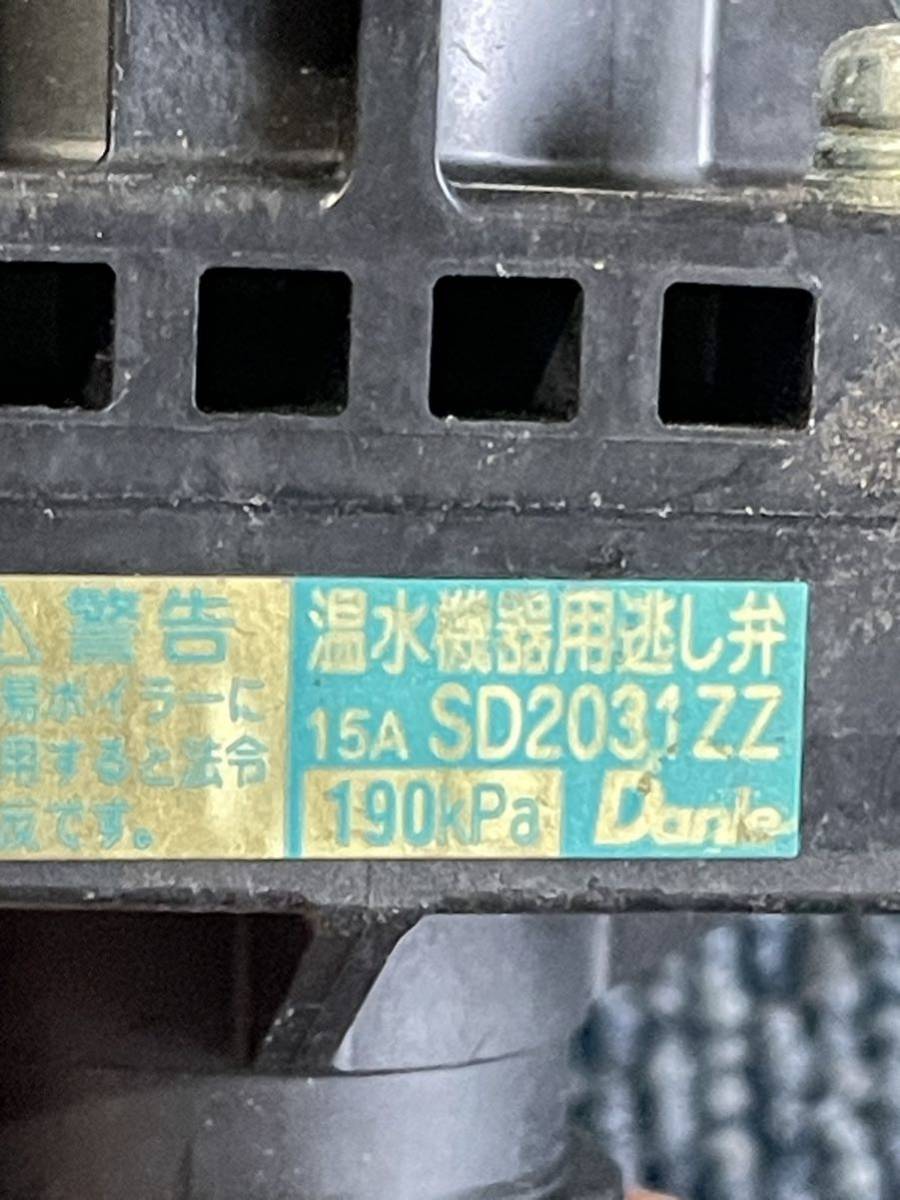 ⚠ 警告
易ボイラーに
用すると法令
反です。
温水機器用逃し弁
15A SD2031ZZ
190kPa Danle